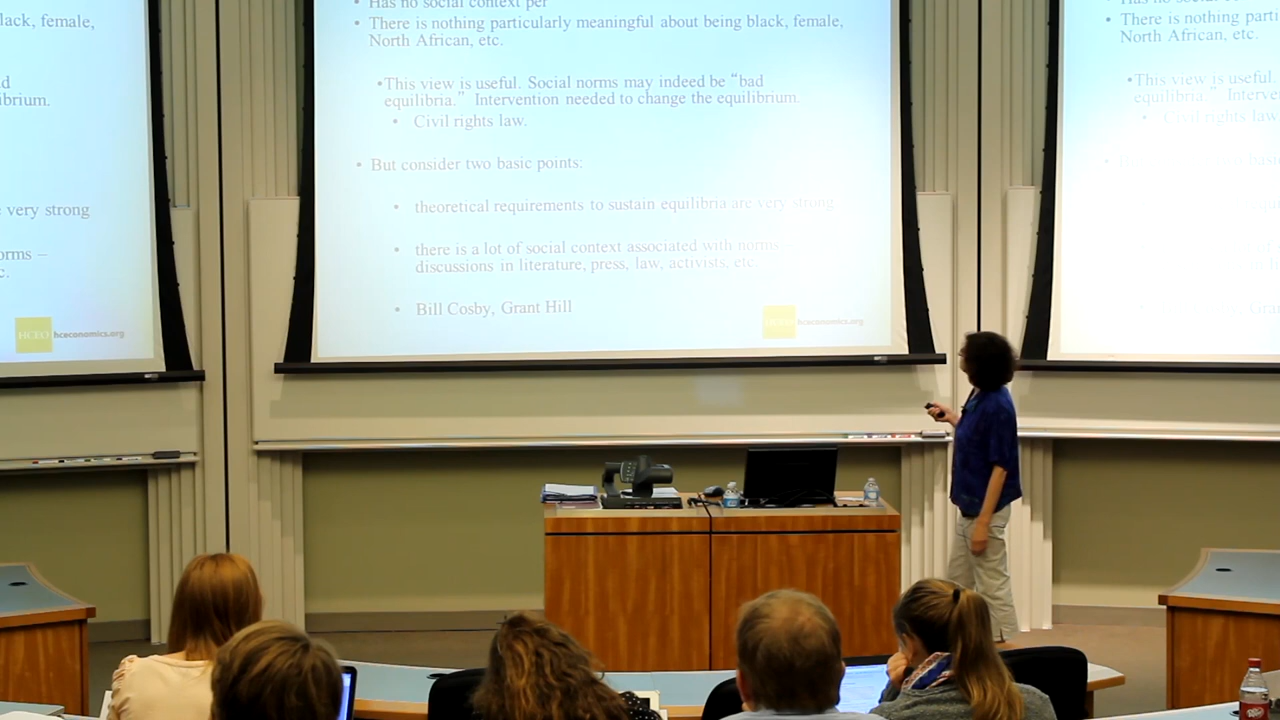 lack, female,
d
ibrium.
very strong
orms –
c.
HCEO hceconomics.org
• Has no social context per
• There is nothing particularly meaningful about being black, female,
North African, etc.
•This view is useful. Social norms may indeed be “bad
equilibria.” Intervention needed to change the equilibrium.
• Civil rights law.
• But consider two basic points:
• theoretical requirements to sustain equilibria are very strong
• there is a lot of social context associated with norms –
discussions in literature, press, law, activists, etc.
• Bill Cosby, Grant Hill
HCEO hceconomics.org
• There is nothing parti
North African, etc.
•This view is useful.
equilibria.” Interve
• Civil rights law